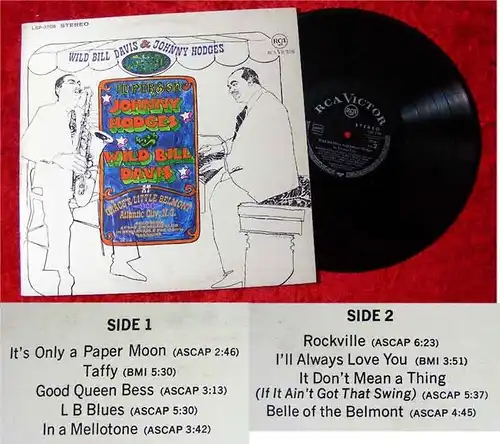 LSP-3706 STEREO
RCA
RCA VICTOR
WILD BILL DAVIS & JOHNNY HODGES
IN PERSON
JOHNNY
HODGES
WILD BILL
DAVIS
AT
GRACE'S LITTLE BELMONT
Atlantic City, N.J.
RCA VICTOR
STEREO
SIDE 1
It's Only a Paper Moon (ASCAP 2:46)
Taffy (BMI 5:30)
Good Queen Bess (ASCAP 3:13)
L B Blues (ASCAP 5:30)
In a Mellotone (ASCAP 3:42)
SIDE 2
Rockville (ASCAP 6:23)
I'll Always Love You (BMI 3:51)
It Don't Mean a Thing
(If It Ain't Got That Swing) (ASCAP 5:37)
Belle of the Belmont (ASCAP 4:45)